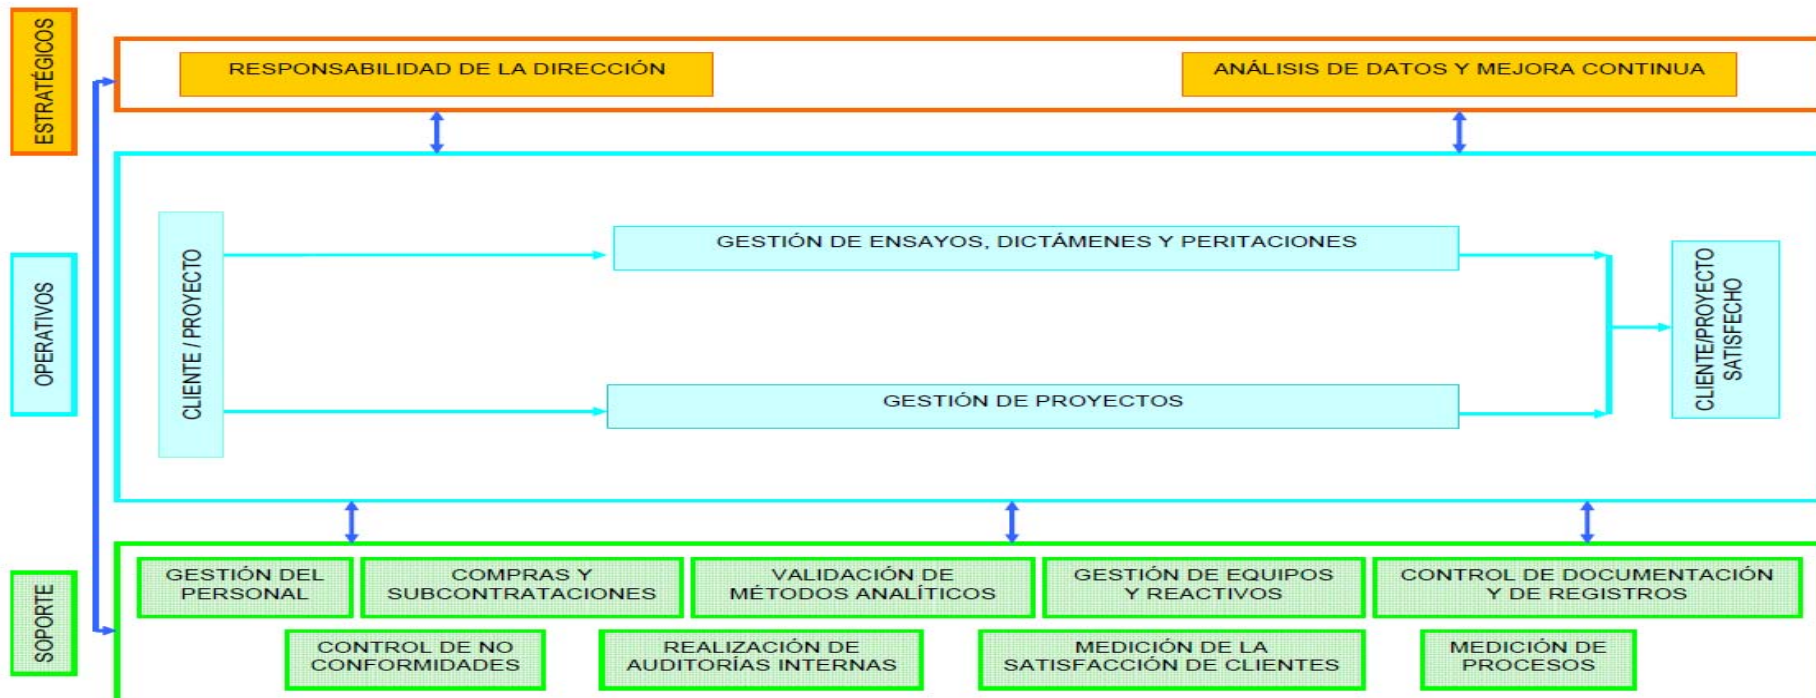 ESTRATÉGICOS
RESPONSABILIDAD DE LA DIRECCIÓN
ANÁLISIS DE DATOS Y MEJORA CONTINUA
OPERATIVOS
CLIENTE / PROYECTO
GESTIÓN DE ENSAYOS, DICTÁMENES Y PERITACIONES
GESTIÓN DE PROYECTOS
CLIENTE/PROYECTO
SATISFECHO
SOPORTE
GESTIÓN DEL
PERSONAL
COMPRAS Y
SUBCONTRATACIONES
VALIDACIÓN DE
MÉTODOS ANALÍTICOS
GESTIÓN DE EQUIPOS
Y REACTIVOS
CONTROL DE DOCUMENTACIÓN
Y DE REGISTROS
CONTROL DE NO
CONFORMIDADES
REALIZACIÓN DE
AUDITORÍAS INTERNAS
MEDICIÓN DE LA
SATISFACCIÓN DE CLIENTES
MEDICIÓN DE
PROCESOS